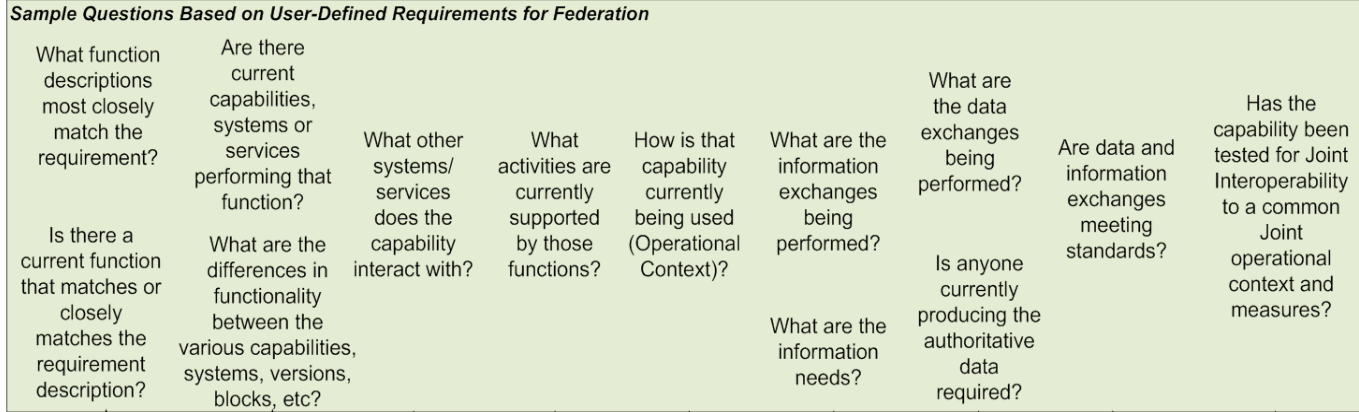 Sample Questions Based on User-Defined Requirements for Federation
What function
descriptions
most closely
match the
requirement?
Is there a
current function
that matches or
closely
matches the
requirement
description?
Are there
current
capabilities,
systems or
services
performing that
function?
What are the
differences in
functionality
between the
various capabilities,
systems, versions,
blocks, etc?
What other
systems/
services
does the
capability
interact with?
What
activities are
currently
supported
by those
functions?
How is that
capability
currently
being used
(Operational
Context)?
What are the
information
exchanges
being
performed?
What are the
information
needs?
What are
the data
exchanges
being
performed?
Is anyone
currently
producing the
authoritative
data
required?
Are data and
information
exchanges
meeting
standards?
Has the
capability been
tested for Joint
Interoperability
to a common
Joint
operational
context and
measures?